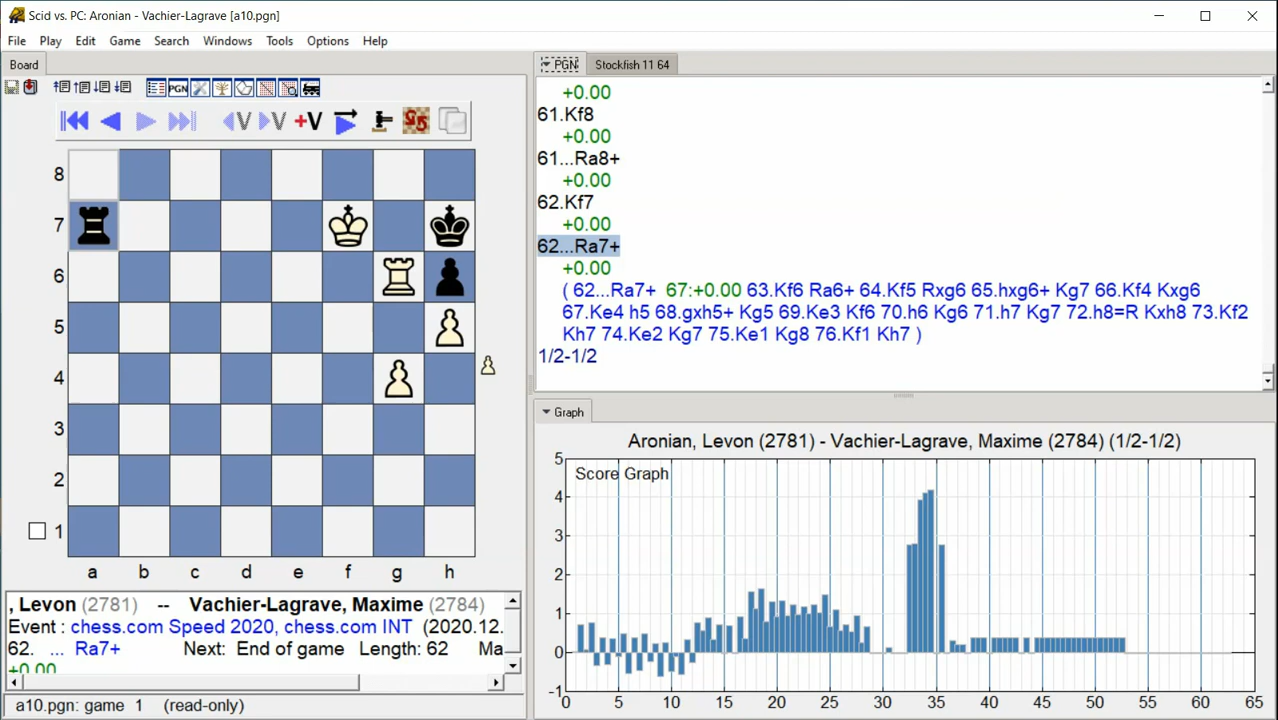 Scid vs. PC: Aronian - Vachier-Lagrave [a10.pgn]
File Play Edit Game Search Windows Tools Options Help
Board
PGN
V V +V
8
7
6
5
4
3
2
1
a b c d e f g h
, Levon (2781) -- Vachier-Lagrave, Maxime (2784)
Event : chess.com Speed 2020, chess.com INT (2020.12.
62. ... Ra7+ Next: End of game Length: 62 Ma
+0.00
a10.pgn: game 1 (read-only)
PGN Stockfish 11 64
+0.00
61.Kf8
+0.00
61...Ra8+
+0.00
62.Kf7
+0.00
62...Ra7+
+0.00
( 62...Ra7+ 67:+0.00 63.Kf6 Ra6+ 64.Kf5 Rxg6 65.hxg6+ Kg7 66.Kf4 Kxg6
67.Ke4 h5 68.gxh5+ Kg5 69.Ke3 Kf6 70.h6 Kg6 71.h7 Kg7 72.h8=R Kxh8 73.Kf2
Kh7 74.Ke2 Kg7 75.Ke1 Kg8 76.Kf1 Kh7 )
1/2-1/2
Graph
Aronian, Levon (2781) - Vachier-Lagrave, Maxime (2784) (1/2-1/2)
Score Graph
5
4
3
2
1
0
-1
0 5 10 15 20 25 30 35 40 45 50 55 60 65